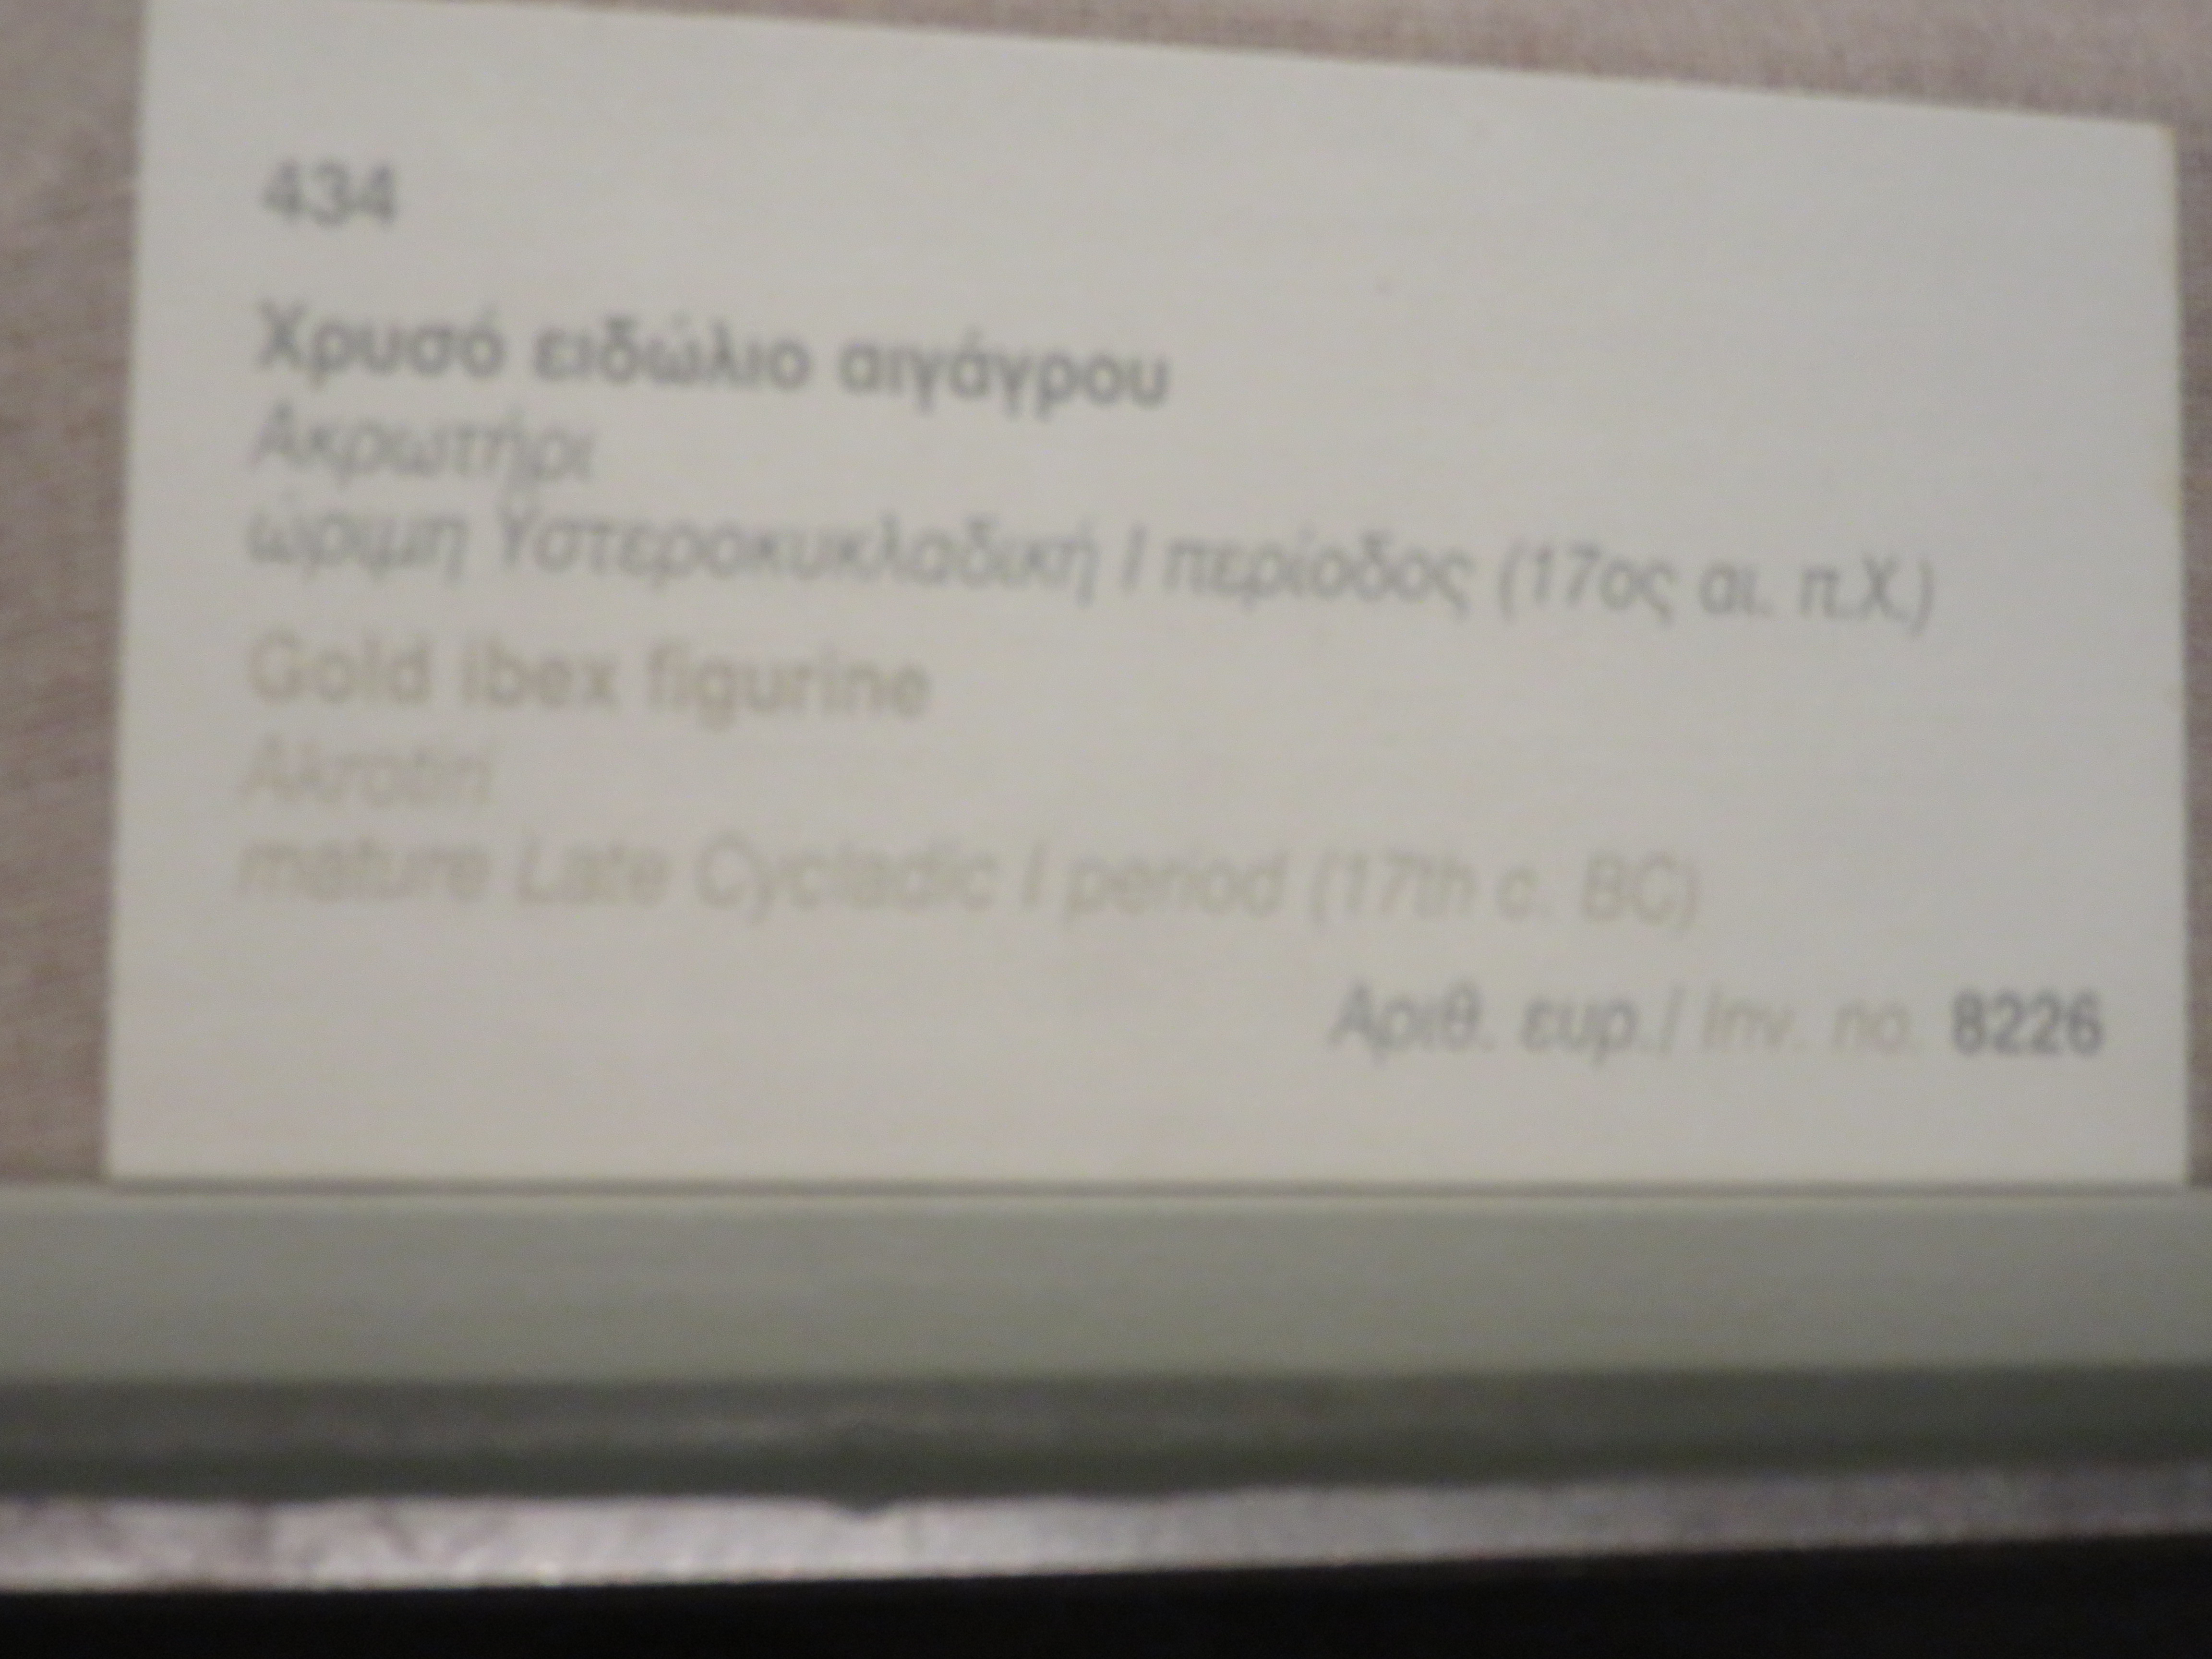 434
Χρυσό ειδώλιο αιγάγρου
Ακρωτήρι
ώριμη Υστεροκυκλαδική I περίοδος (17ος αι. π.Χ.)
Gold ibex figurine
Akrotiri
mature Late Cycladic I period (17th c. BC)
Αριθ. ευρ./ Inv. no. 8226